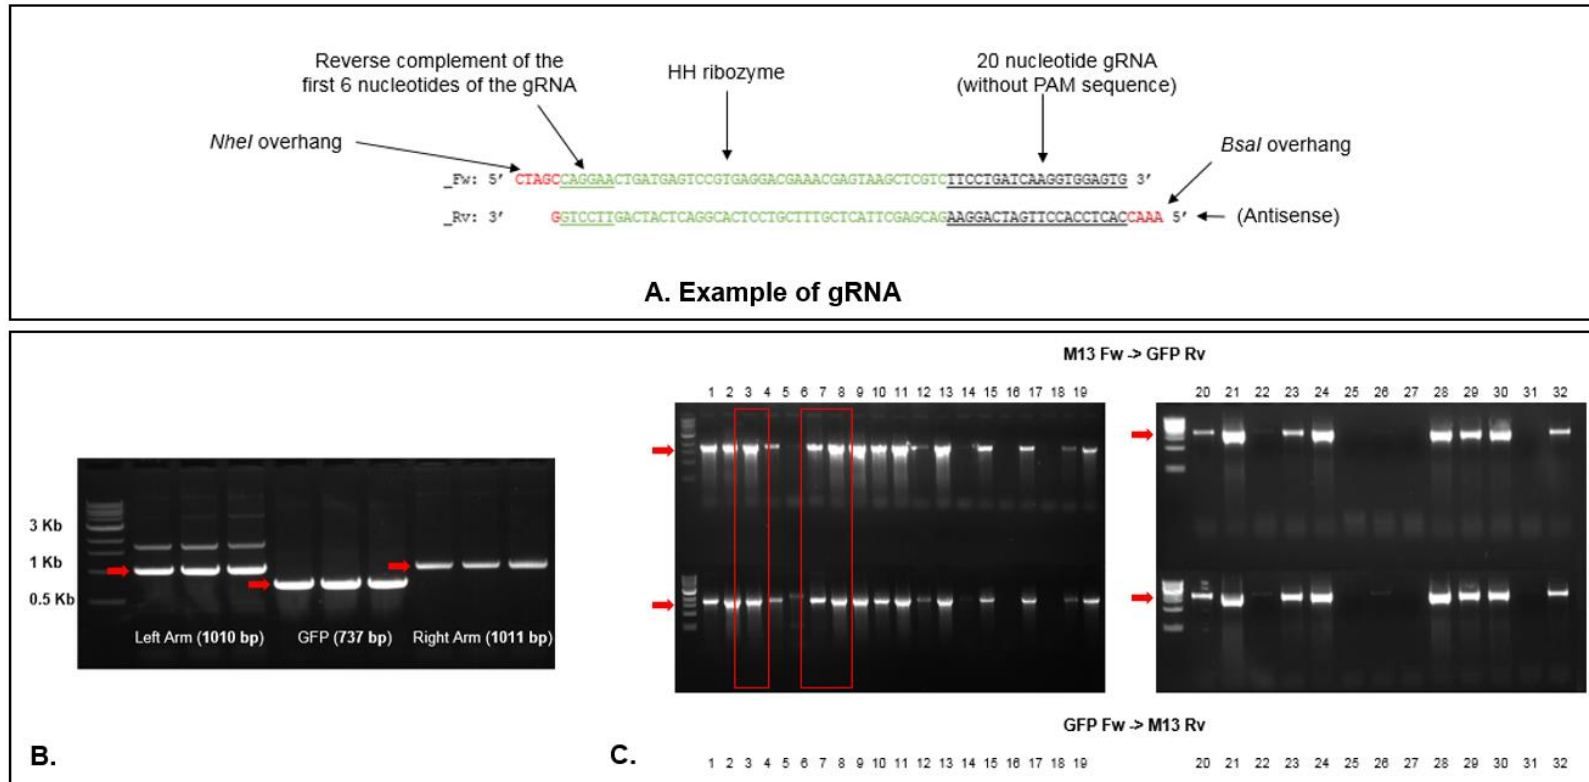 Reverse complement of the
first 6 nucleotides of the gRNA
HH ribozyme
20 nucleotide gRNA
(without PAM sequence)
NheI overhang
BsaI overhang
_Fw: 5’ CTAGCCAGGAACTGATGAGTCCGTGAGGACGAAACGAGTAAGCTCGTCTTCCTGATCAAGGTGGAGTG 3’
_Rv: 3’ GGTCCTTGACTACTCAGGCACTCCTGCTTTGCTCATTCGAGCAGAAGGACTAGTTCCACCTCACCAAA 5’ (Antisense)
A. Example of gRNA
M13 Fw -> GFP Rv
1 2 3 4 5 6 7 8 9 10 11 12 13 14 15 16 17 18 19 20 21 22 23 24 25 26 27 28 29 30 31 32
3 Kb
1 Kb
0.5 Kb
Left Arm (1010 bp) GFP (737 bp) Right Arm (1011 bp)
GFP Fw -> M13 Rv
B.
C.
1 2 3 4 5 6 7 8 9 10 11 12 13 14 15 16 17 18 19 20 21 22 23 24 25 26 27 28 29 30 31 32